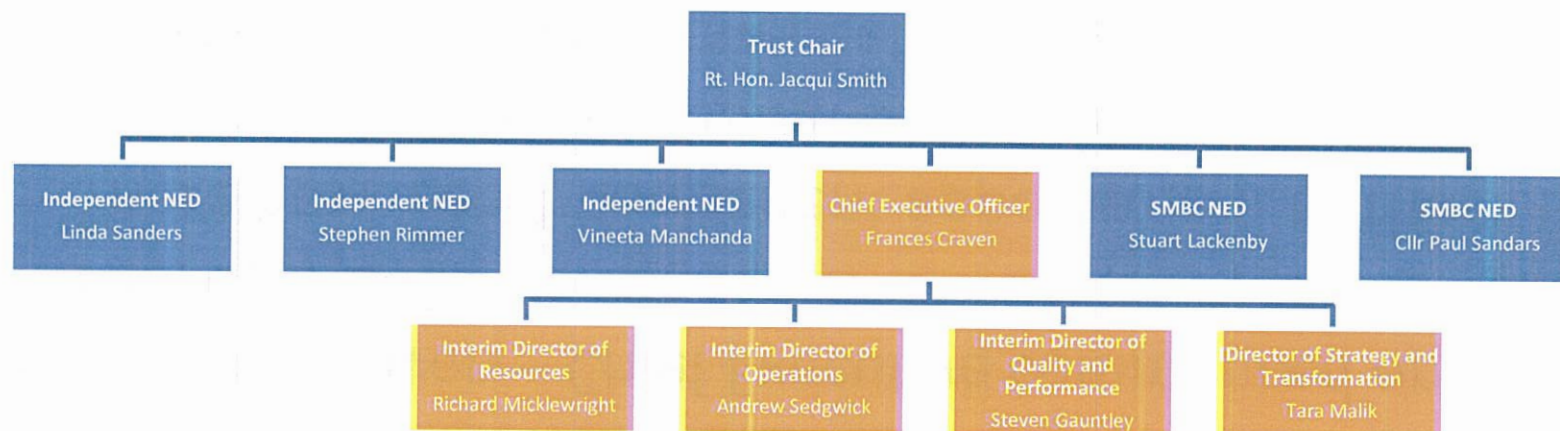 Trust Chair
Rt. Hon. Jacqui Smith
Independent NED
Linda Sanders
Independent NED
Stephen Rimmer
Independent NED
Vineeta Manchanda
Chief Executive Officer
Frances Craven
SMBC NED
Stuart Lackenby
SMBC NED
Cllr Paul Sandars
Interim Director of
Resources
Richard Micklewright
Interim Director of
Operations
Andrew Sedgwick
Interim Director of
Quality and
Performance
Steven Gauntley
Director of Strategy and
Transformation
Tara Malik